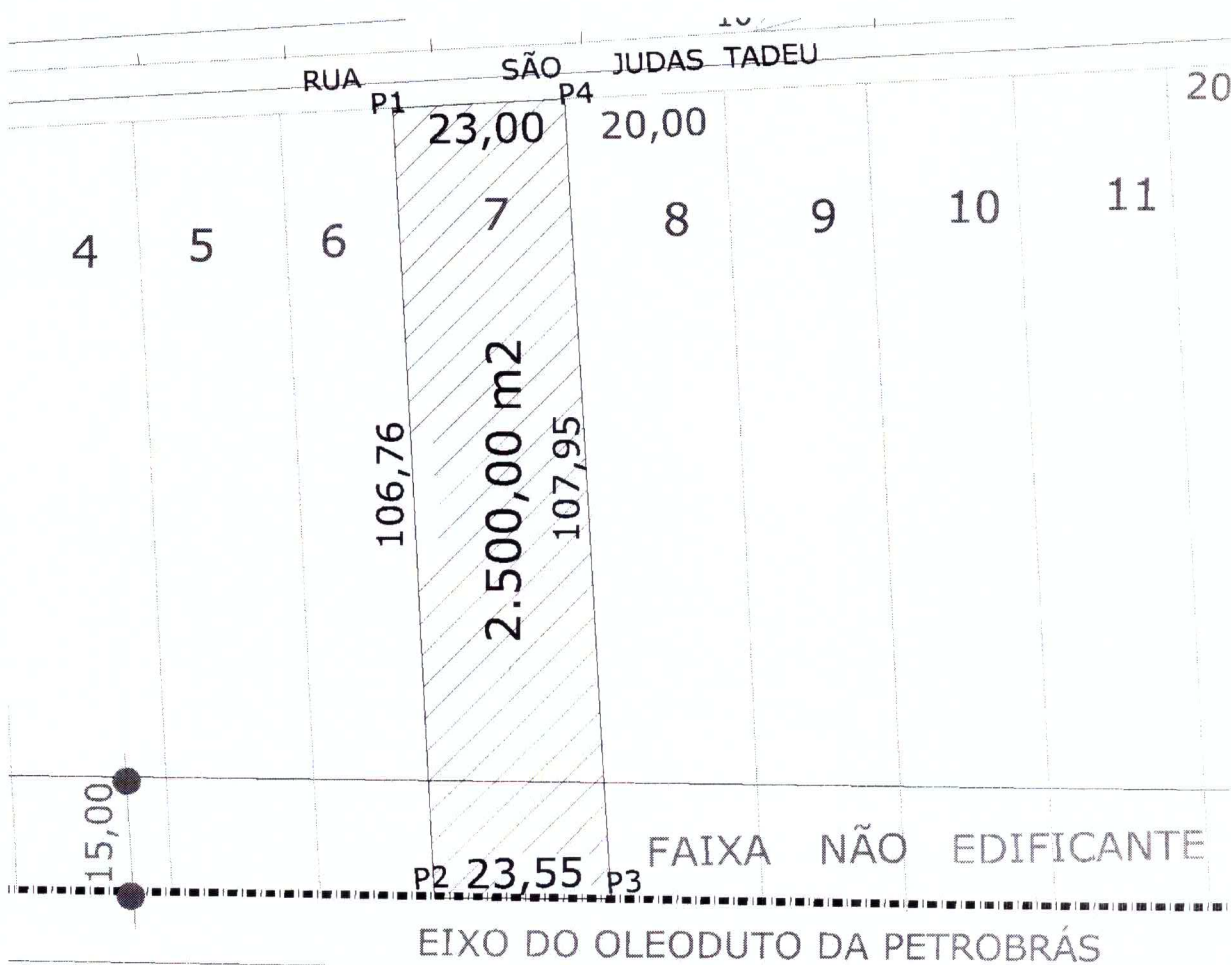 RUA SÃO JUDAS TADEU
P1 P4
23,00 20,00 20
4 5 6 7 8 9 10 11
106,76
2.500,00 m2
107,95
15,00
FAIXA NÃO EDIFICANTE
P2 23,55 P3
EIXO DO OLEODUTO DA PETROBRÁS